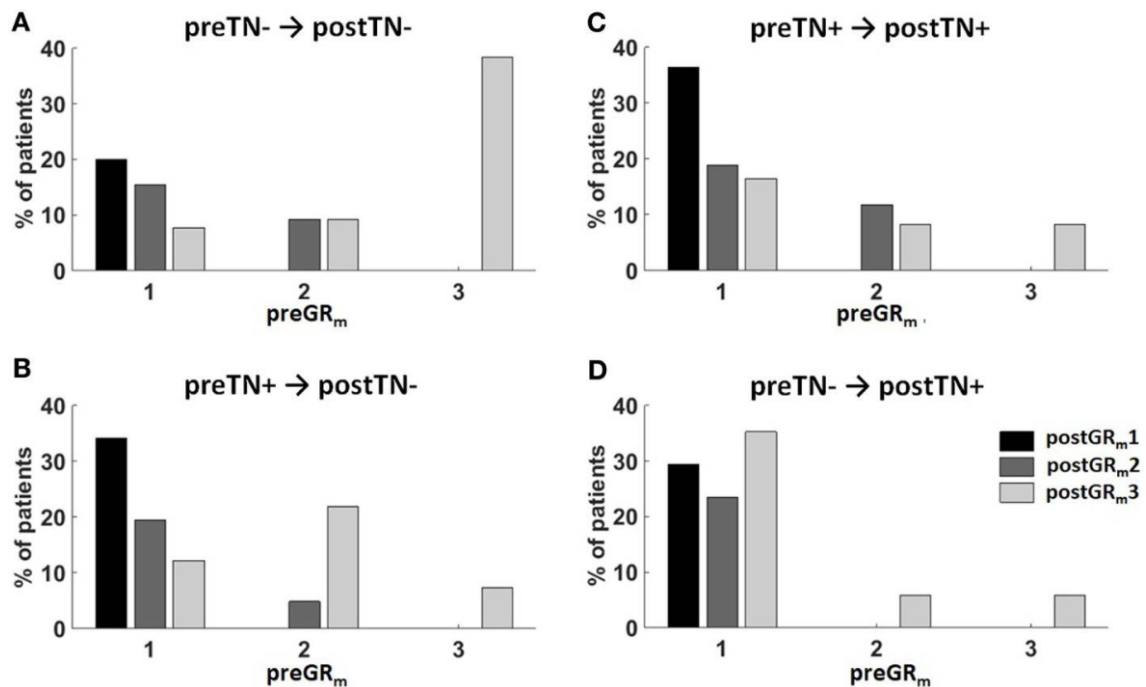 A
preTN- → postTN-
40
30
20
10
0
% of patients
1 2 3
preGRm
C
preTN+ → postTN+
40
30
20
10
0
% of patients
1 2 3
preGRm
B
preTN+ → postTN-
40
30
20
10
0
% of patients
1 2 3
preGRm
D
preTN- → postTN+
40
30
20
10
0
% of patients
1 2 3
preGRm
postGRm1
postGRm2
postGRm3